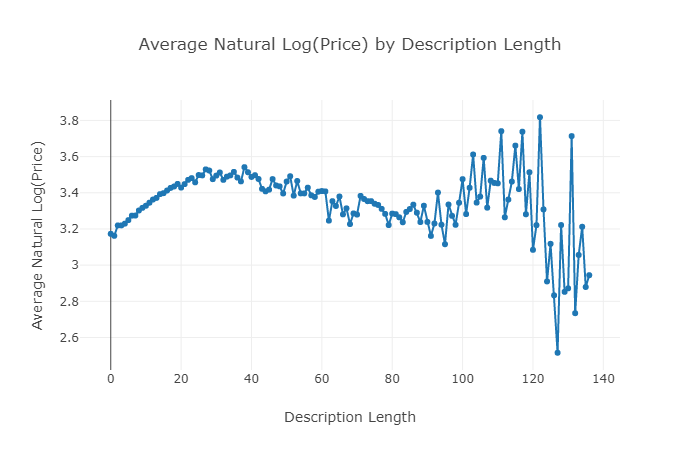 Average Natural Log(Price) by Description Length
Average Natural Log(Price)
3.8
3.6
3.4
3.2
3
2.8
2.6
0 20 40 60 80 100 120 140
Description Length